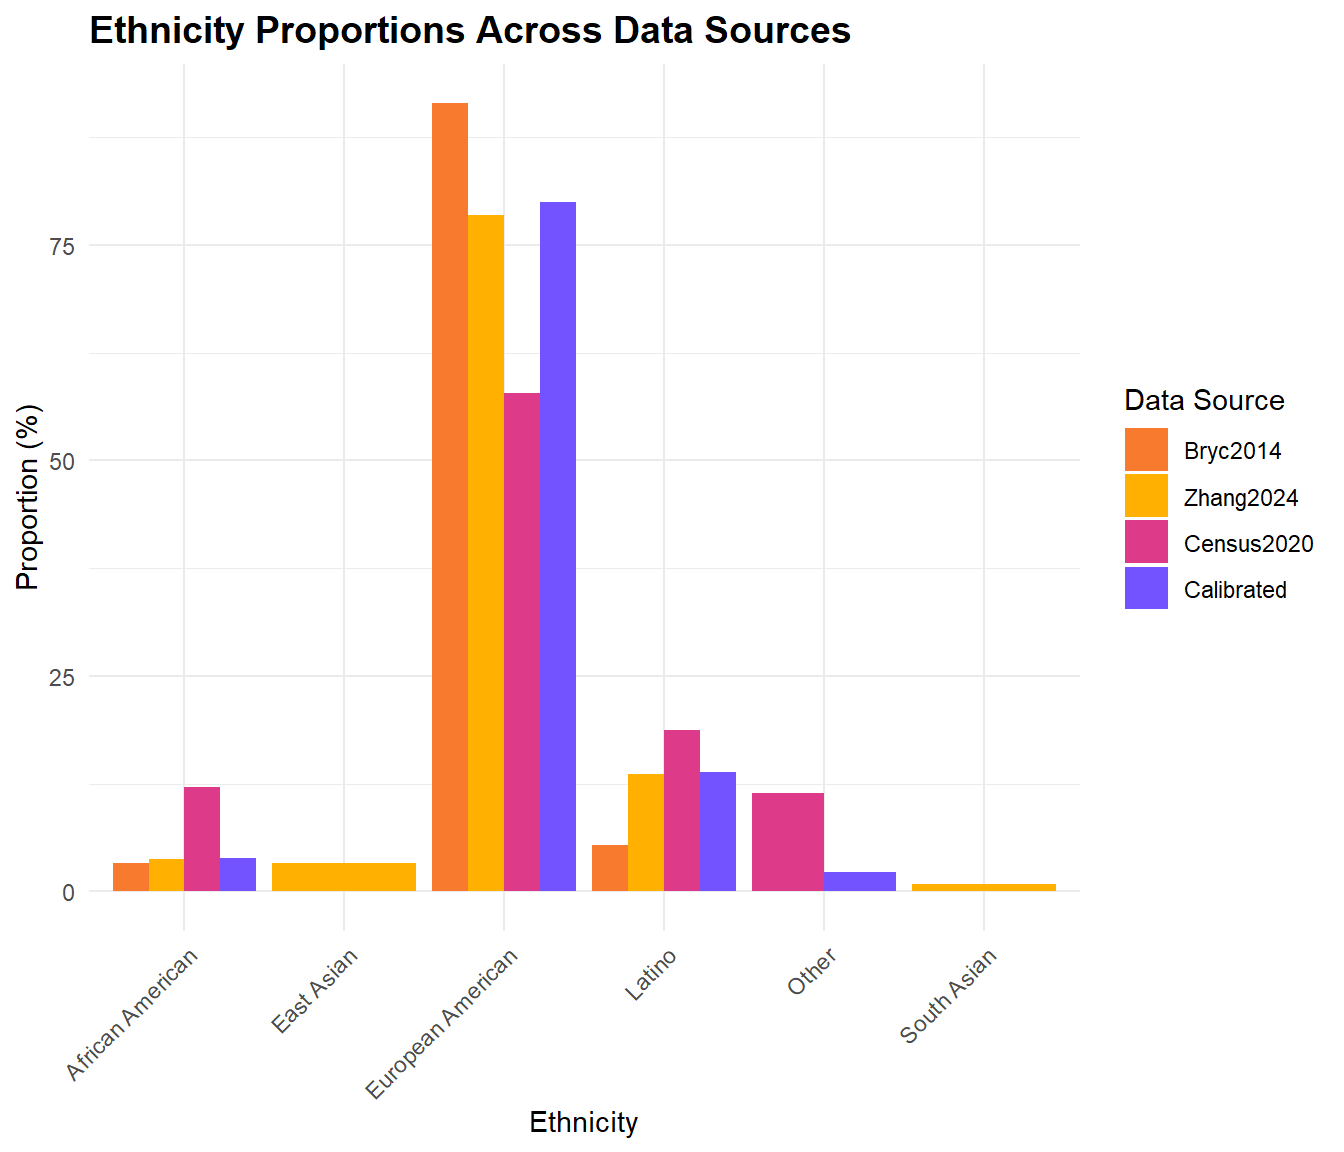 Ethnicity Proportions Across Data Sources
Proportion (%)
75
50
25
0
African American
East Asian
European American
Latino
Other
South Asian
Ethnicity
Data Source
Bryc2014
Zhang2024
Census2020
Calibrated